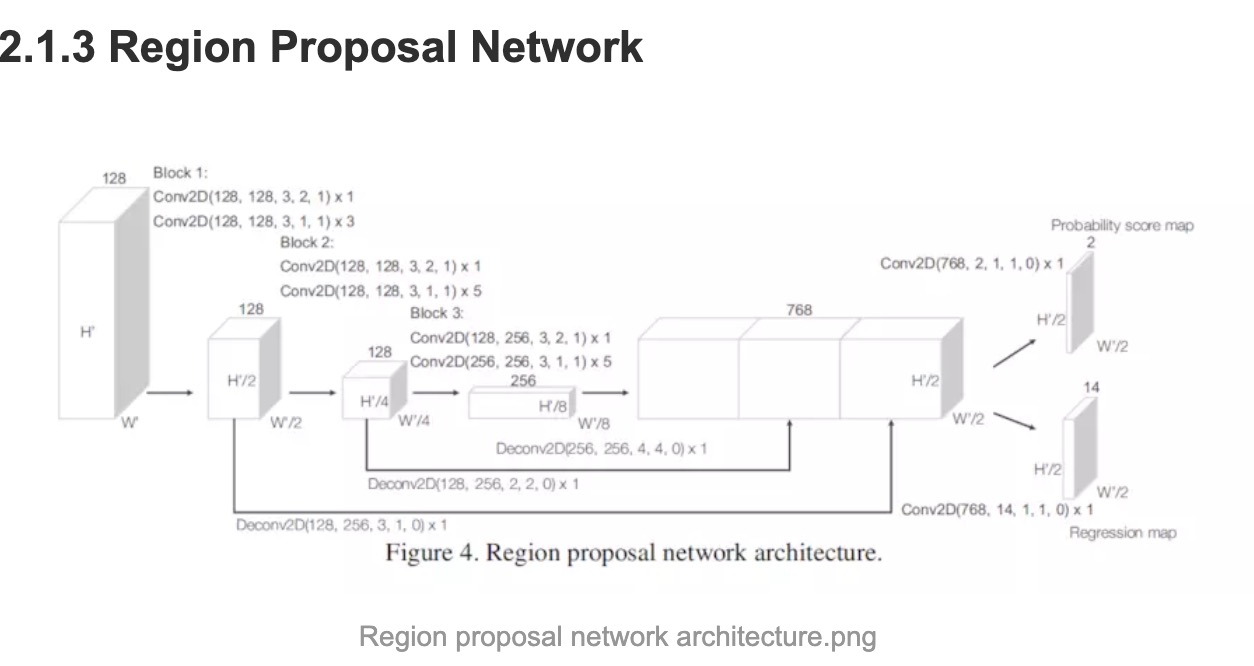 2.1.3 Region Proposal Network
128
Block 1:
Conv2D(128, 128, 3, 2, 1) x 1
Conv2D(128, 128, 3, 1, 1) x 3
Block 2:
Conv2D(128, 128, 3, 2, 1) x 1
Conv2D(128, 128, 3, 1, 1) x 5
Block 3:
Conv2D(128, 256, 3, 2, 1) x 1
Conv2D(256, 256, 3, 1, 1) x 5
H'
W'
128
H'/2
W'/2
128
H'/4
W'/4
256
H'/8
W'/8
768
H'/2
W'/2
Deconv2D(256, 256, 4, 4, 0) x 1
Deconv2D(128, 256, 2, 2, 0) x 1
Deconv2D(128, 256, 3, 1, 0) x 1
Probability score map
2
Conv2D(768, 2, 1, 1, 0) x 1
H'/2
W'/2
14
H'/2
W'/2
Conv2D(768, 14, 1, 1, 0) x 1
Regression map
Figure 4. Region proposal network architecture.
Region proposal network architecture.png